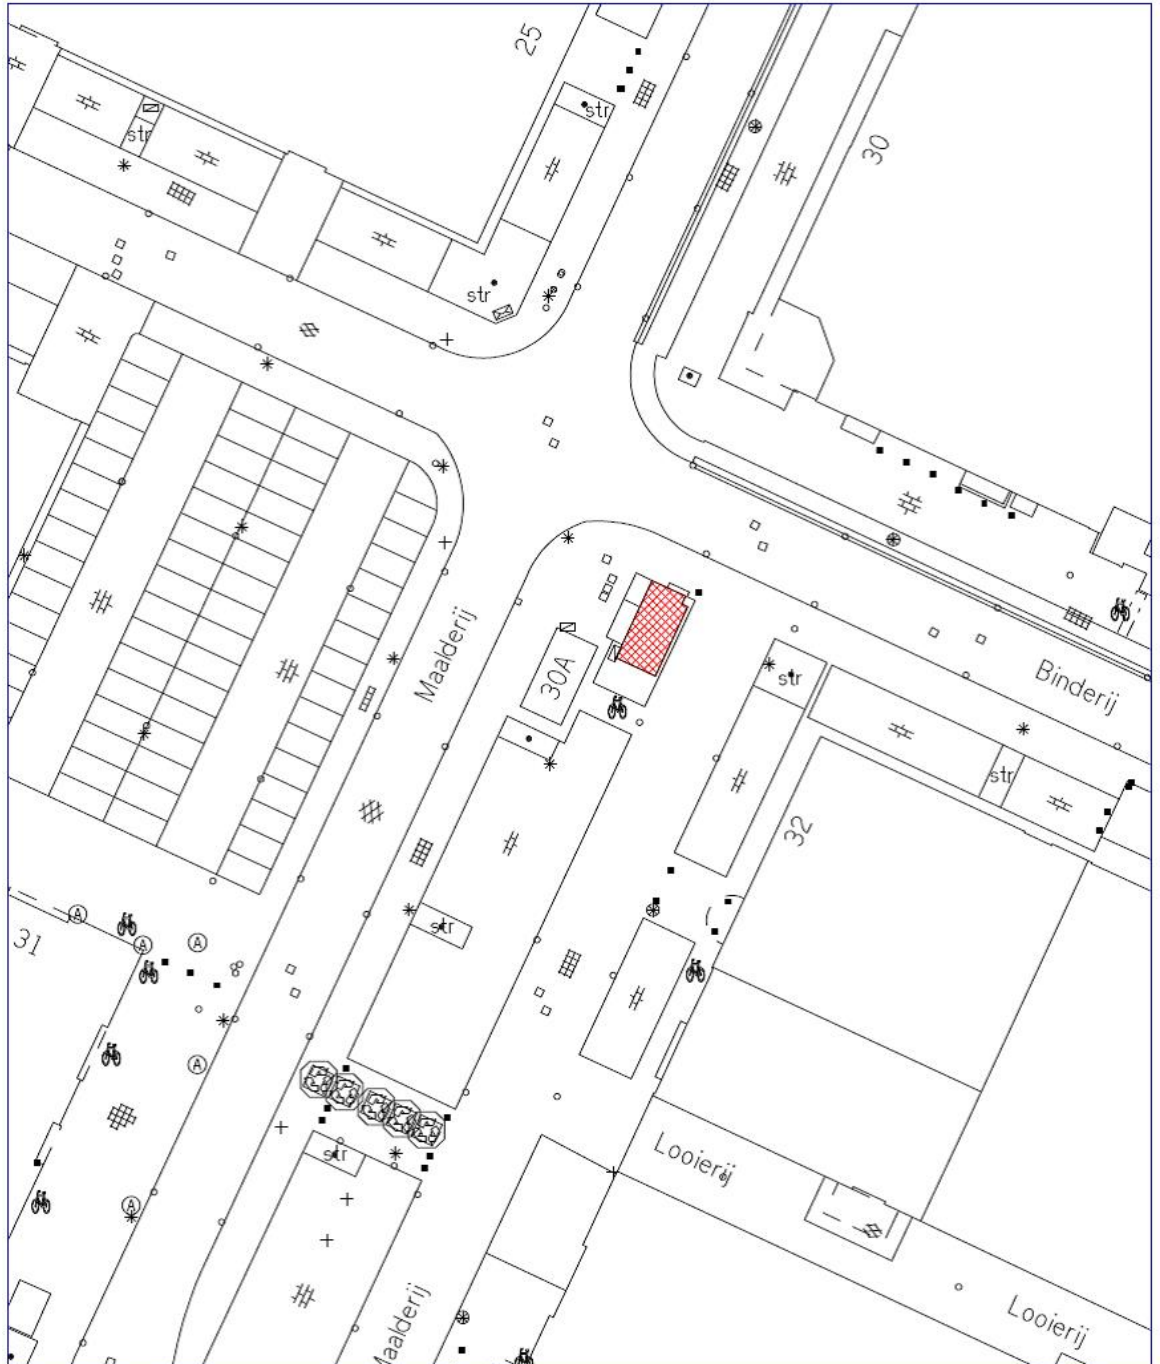 25
str
str
30
str
Maalderij
30A
str
Binderij
str
32
str
31
A
A
A
A
A
str
Looierij
Looierij
Maalderij